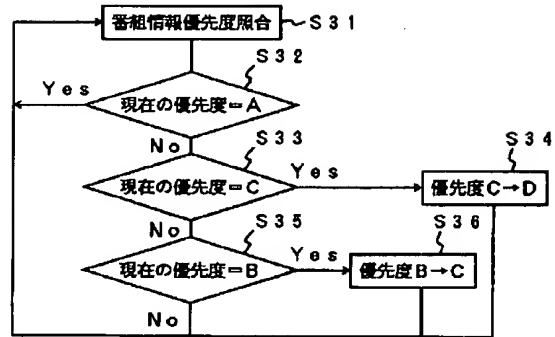 番組情報優先度照合
S31
S32
Yes
現在の優先度=A
No
S33
Yes
S34
現在の優先度=C
優先度C→D
No
S35
Yes
S36
現在の優先度=B
優先度B→C
No